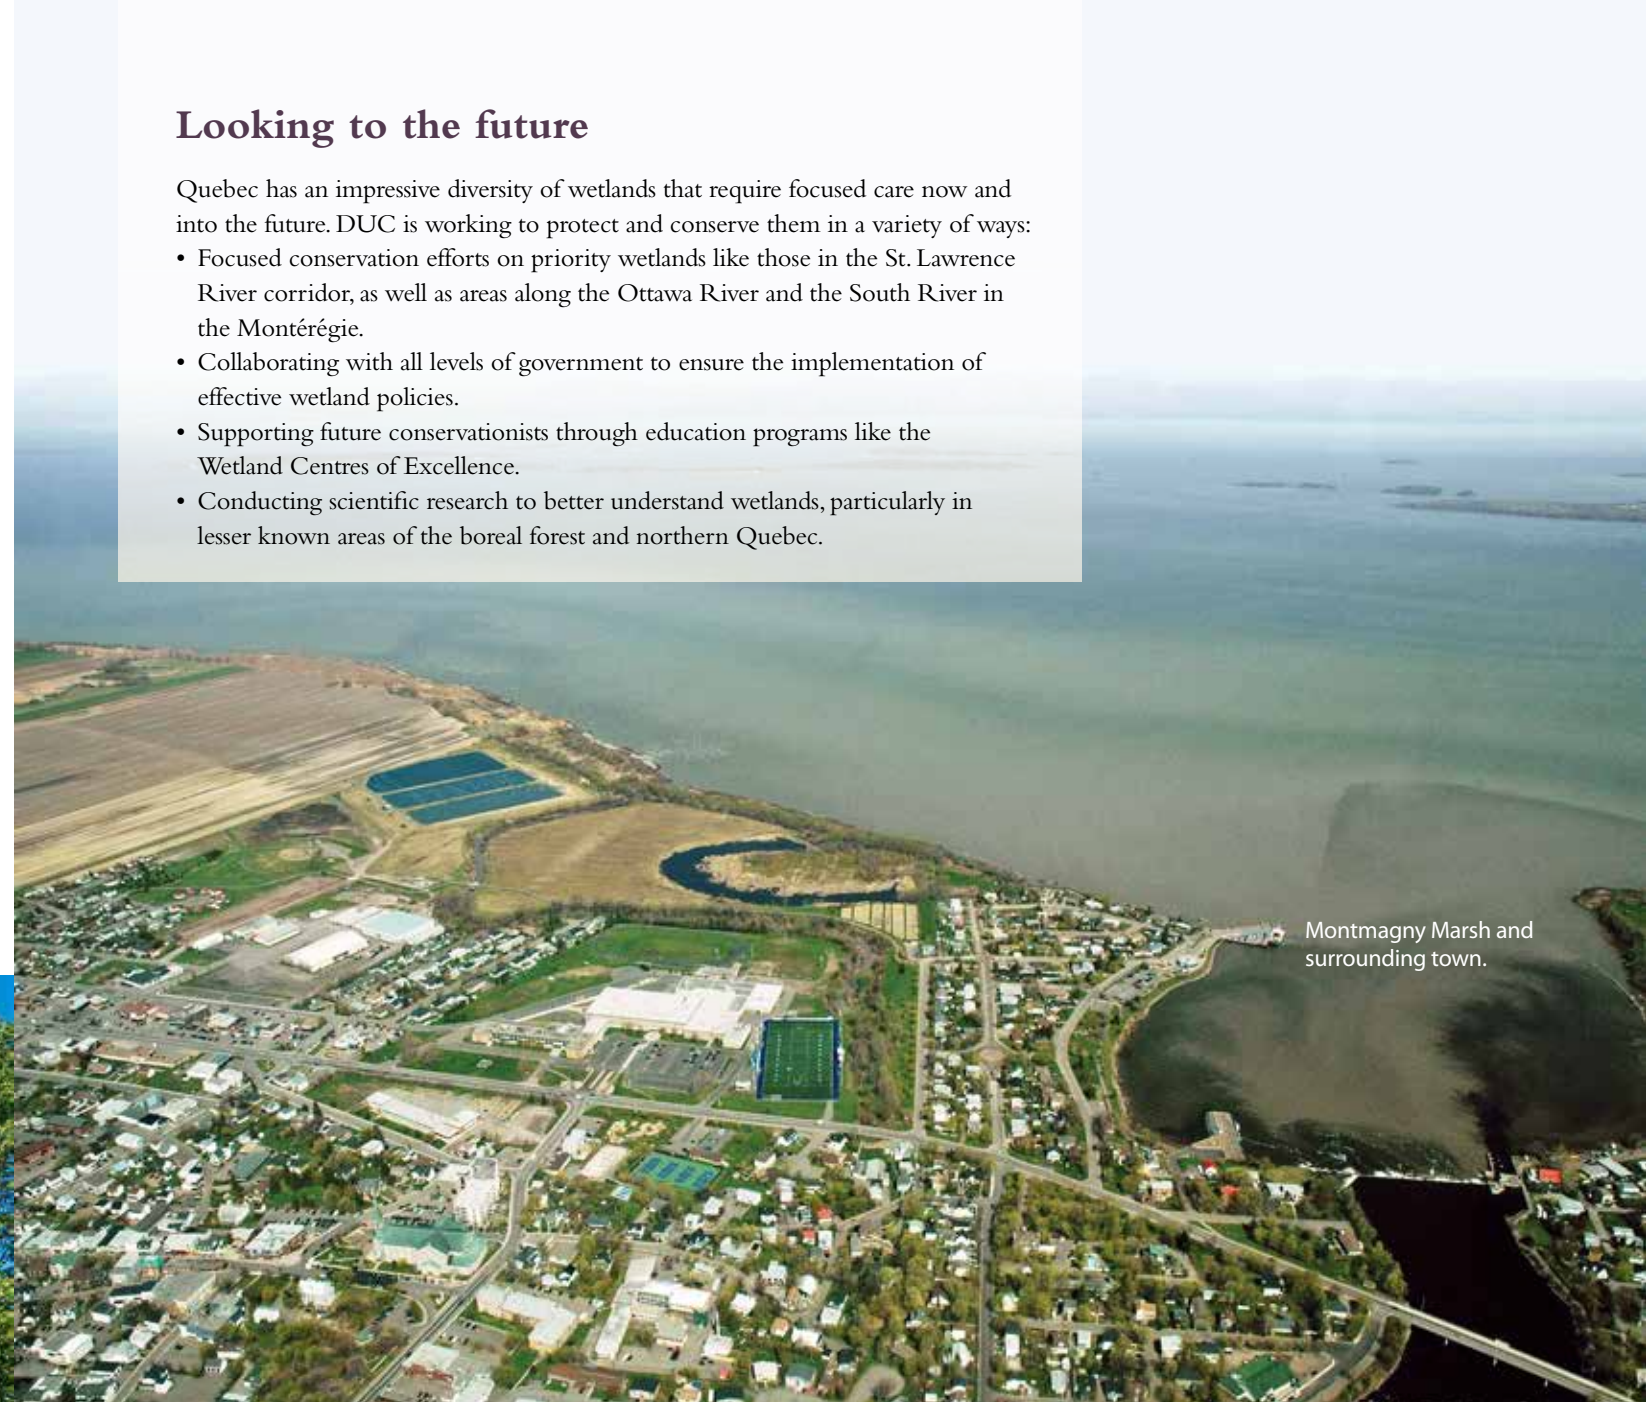 Looking to the future
Quebec has an impressive diversity of wetlands that require focused care now and
into the future. DUC is working to protect and conserve them in a variety of ways:
• Focused conservation efforts on priority wetlands like those in the St. Lawrence
River corridor, as well as areas along the Ottawa River and the South River in
the Montérégie.
• Collaborating with all levels of government to ensure the implementation of
effective wetland policies.
• Supporting future conservationists through education programs like the
Wetland Centres of Excellence.
• Conducting scientific research to better understand wetlands, particularly in
lesser known areas of the boreal forest and northern Quebec.
Montmagny Marsh and
surrounding town.